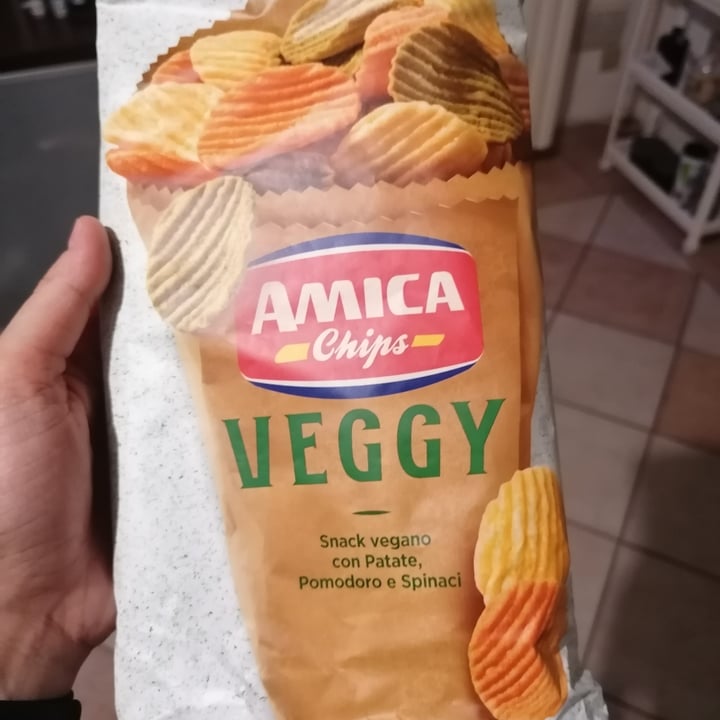 AMICA
Chips
VEGGY
Snack vegano
con Patate,
Pomodoro e Spinaci